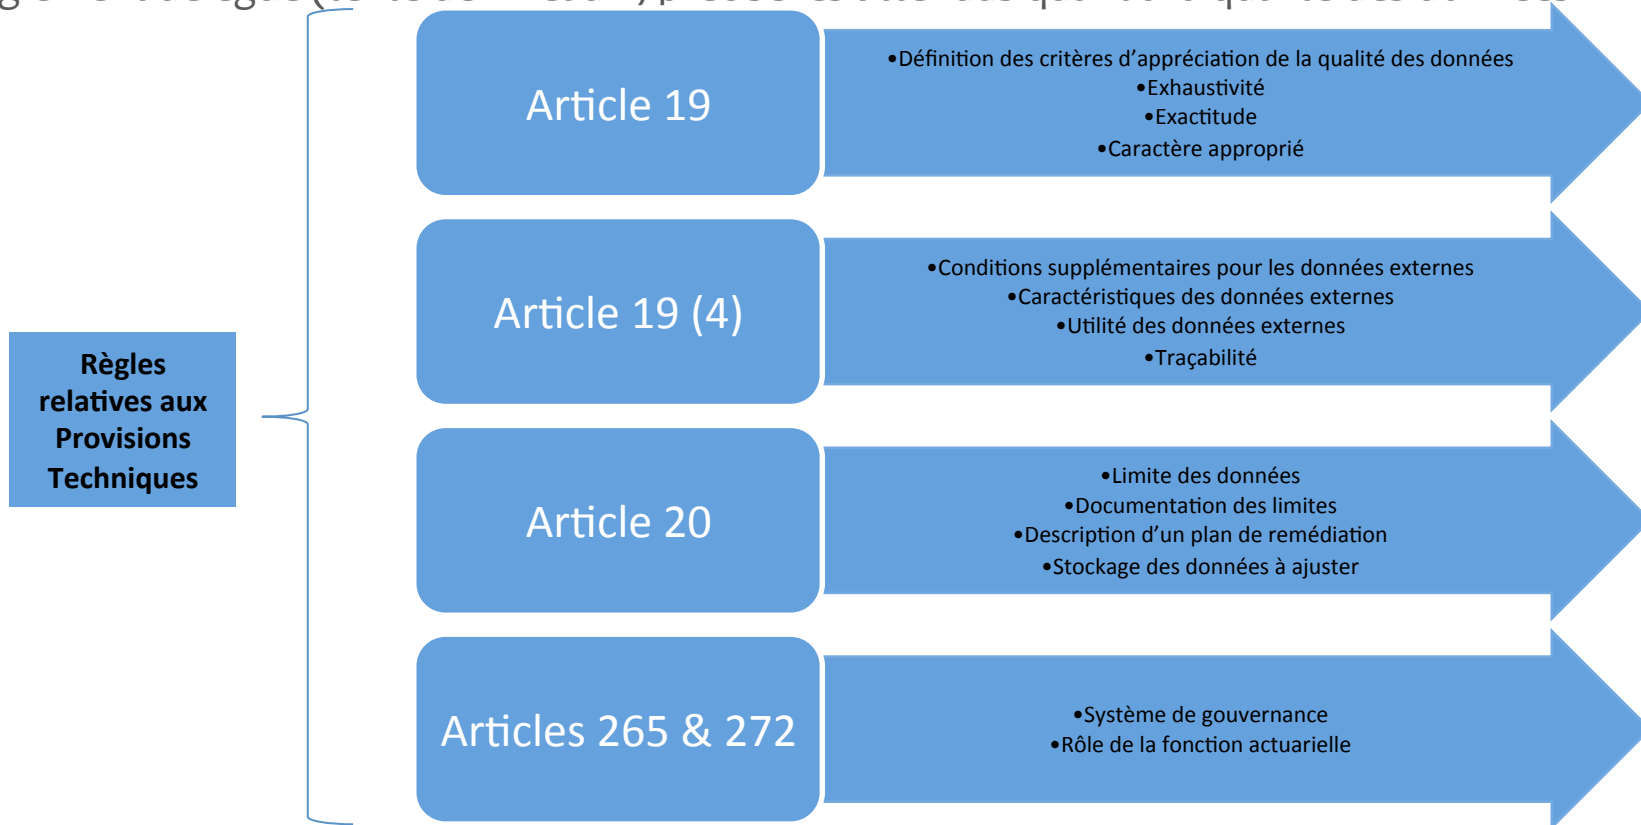 Règles
relatives aux
Provisions
Techniques
Article 19
•Définition des critères d’appréciation de la qualité des données
•Exhaustivité
•Exactitude
•Caractère approprié
Article 19 (4)
•Conditions supplémentaires pour les données externes
•Caractéristiques des données externes
•Utilité des données externes
•Traçabilité
Article 20
•Limite des données
•Documentation des limites
•Description d’un plan de remédiation
•Stockage des données à ajuster
Articles 265 & 272
•Système de gouvernance
•Rôle de la fonction actuarielle